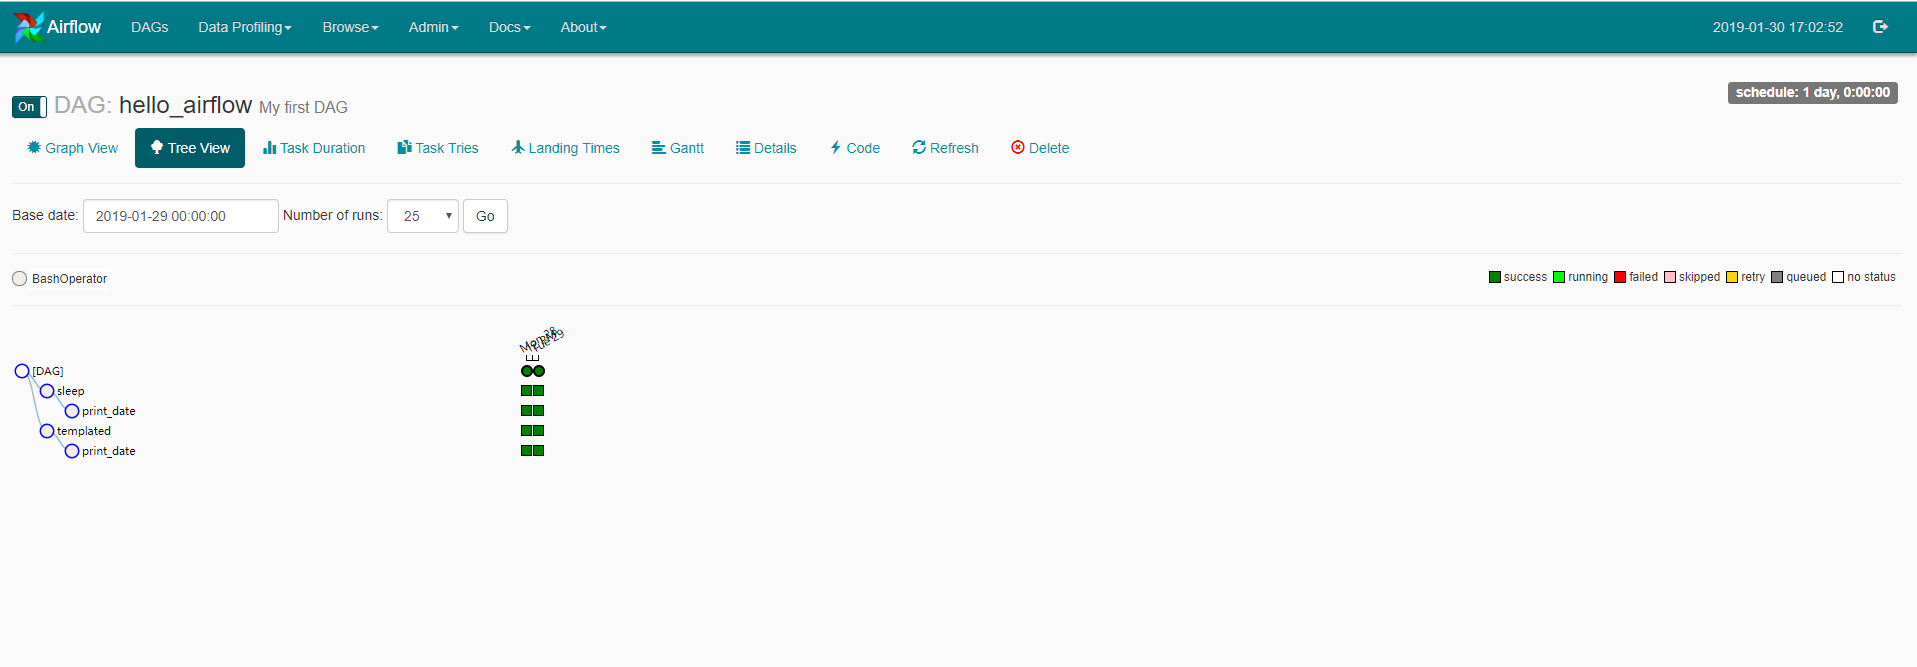 Airflow DAGs Data Profiling Browse Admin Docs About 2019-01-30 17:02:52
On DAG: hello_airflow My first DAG schedule: 1 day, 0:00:00
Graph View Tree View Task Duration Task Tries Landing Times Gantt Details Code Refresh Delete
Base date: 2019-01-29 00:00:00 Number of runs: 25 Go
BashOperator success running failed skipped retry queued no status
[DAG]
sleep
print_date
templated
print_date